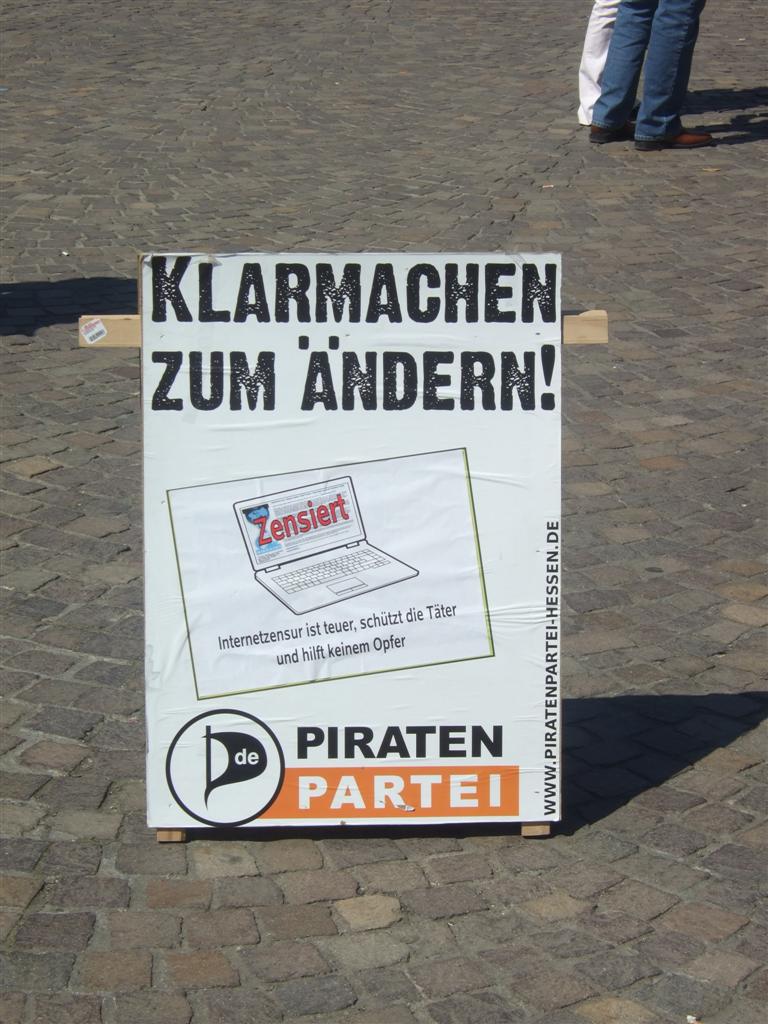 KLARMACHEN
ZUM ÄNDERN!
Zensiert
Internetzensur ist teuer, schützt die Täter
und hilft keinem Opfer
de
PIRATEN
PARTEI
WWW.PIRATENPARTEI-HESSEN.DE